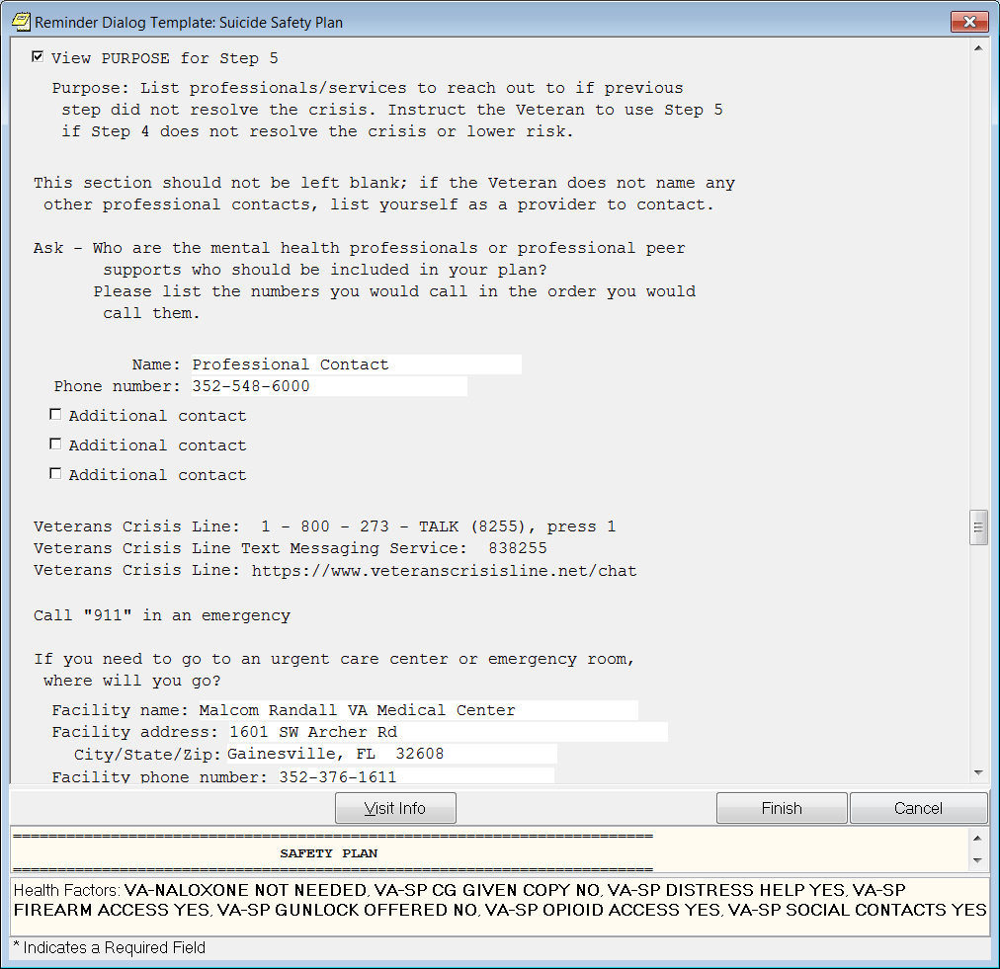 Reminder Dialog Template: Suicide Safety Plan
View PURPOSE for Step 5
Purpose: List professionals/services to reach out to if previous
step did not resolve the crisis. Instruct the Veteran to use Step 5
if Step 4 does not resolve the crisis or lower risk.
This section should not be left blank; if the Veteran does not name any
other professional contacts, list yourself as a provider to contact.
Ask - Who are the mental health professionals or professional peer
supports who should be included in your plan?
Please list the numbers you would call in the order you would
call them.
Name: Professional Contact
Phone number: 352-548-6000
Additional contact
Additional contact
Additional contact
Veterans Crisis Line:  1 - 800 - 273 - TALK (8255), press 1
Veterans Crisis Line Text Messaging Service:  838255
Veterans Crisis Line: https://www.veteranscrisisline.net/chat
Call "911" in an emergency
If you need to go to an urgent care center or emergency room,
where will you go?
Facility name: Malcom Randall VA Medical Center
Facility address: 1601 SW Archer Rd
City/State/Zip: Gainesville, FL  32608
Facility phone number: 352-376-1611
Visit Info Finish Cancel
========================================================================
SAFETY PLAN
========================================================================
Health Factors: VA-NALOXONE NOT NEEDED, VA-SP CG GIVEN COPY NO, VA-SP DISTRESS HELP YES, VA-SP
FIREARM ACCESS YES, VA-SP GUNLOCK OFFERED NO, VA-SP OPIOID ACCESS YES, VA-SP SOCIAL CONTACTS YES
* Indicates a Required Field